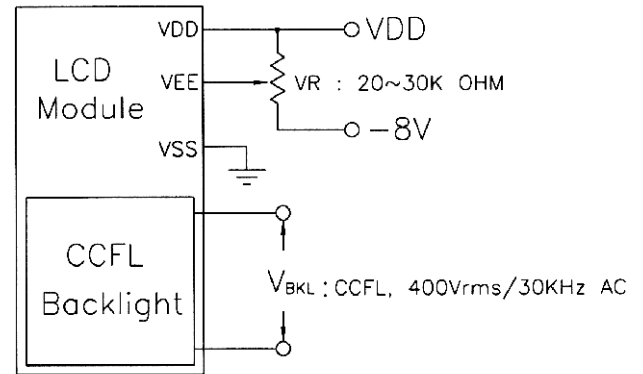 VDD
VDD
LCD
Module
VEE
VR : 20~30K OHM
-8V
VSS
CCFL
Backlight
VBKL : CCFL, 400Vrms/30KHz AC